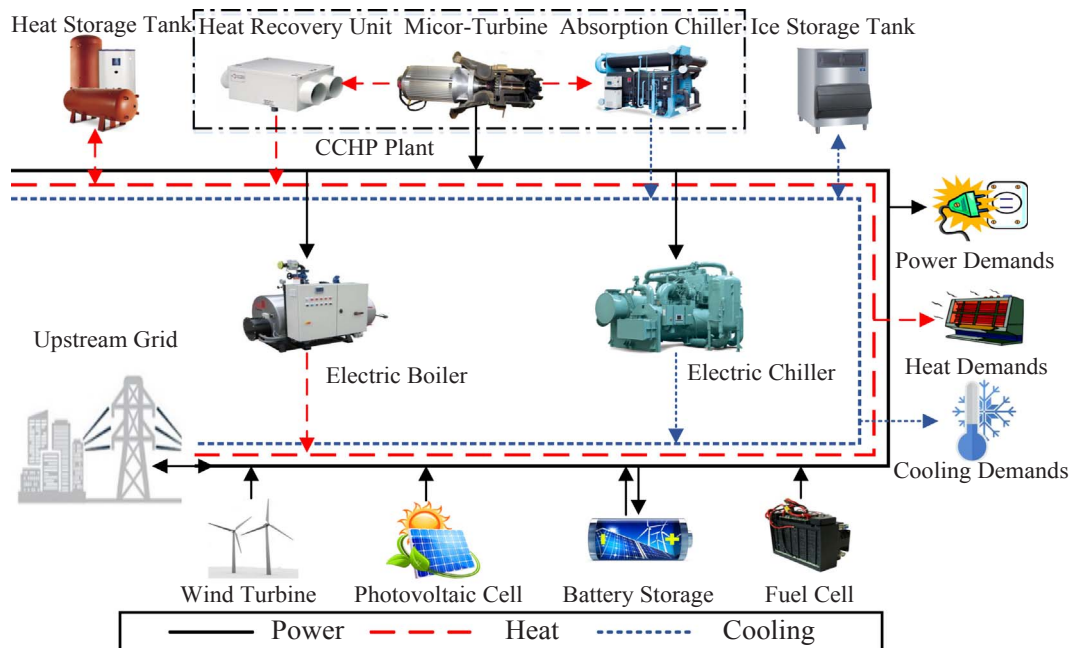 Heat Storage Tank
Heat Recovery Unit
Micor-Turbine
Absorption Chiller
Ice Storage Tank
CCHP Plant
Power Demands
Upstream Grid
Electric Boiler
Electric Chiller
Heat Demands
Cooling Demands
Wind Turbine
Photovoltaic Cell
Battery Storage
Fuel Cell
Power
Heat
Cooling